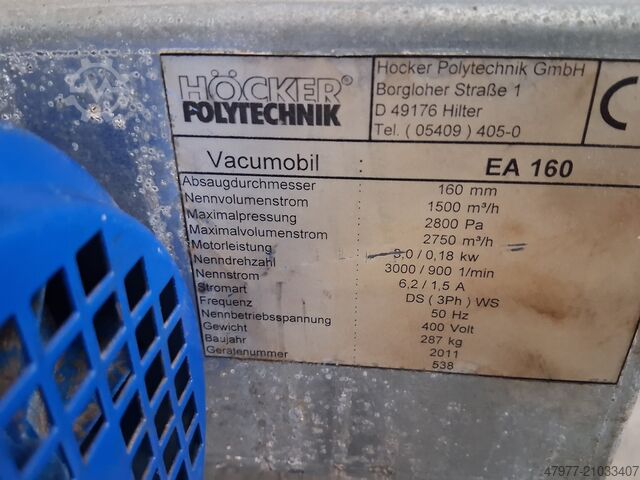 HÖCKER®
POLYTECHNIK
Höcker Polytechnik GmbH
Borgloher Straße 1
D 49176 Hilter
Tel. ( 05409 ) 405-0
Vacumobil : EA 160
Absaugdurchmesser : 160 mm
Nennvolumenstrom : 1500 m³/h
Maximalpressung : 2800 Pa
Maximalvolumenstrom : 2750 m³/h
Motorleistung : 3,0 / 0,18 kw
Nenndrehzahl : 3000 / 900 1/min
Nennstrom : 6,2 / 1,5 A
Stromart : DS ( 3Ph ) WS
Frequenz : 50 Hz
Nennbetriebsspannung : 400 Volt
Gewicht : 287 kg
Baujahr : 2011
Gerätenummer : 538
47977-21033407